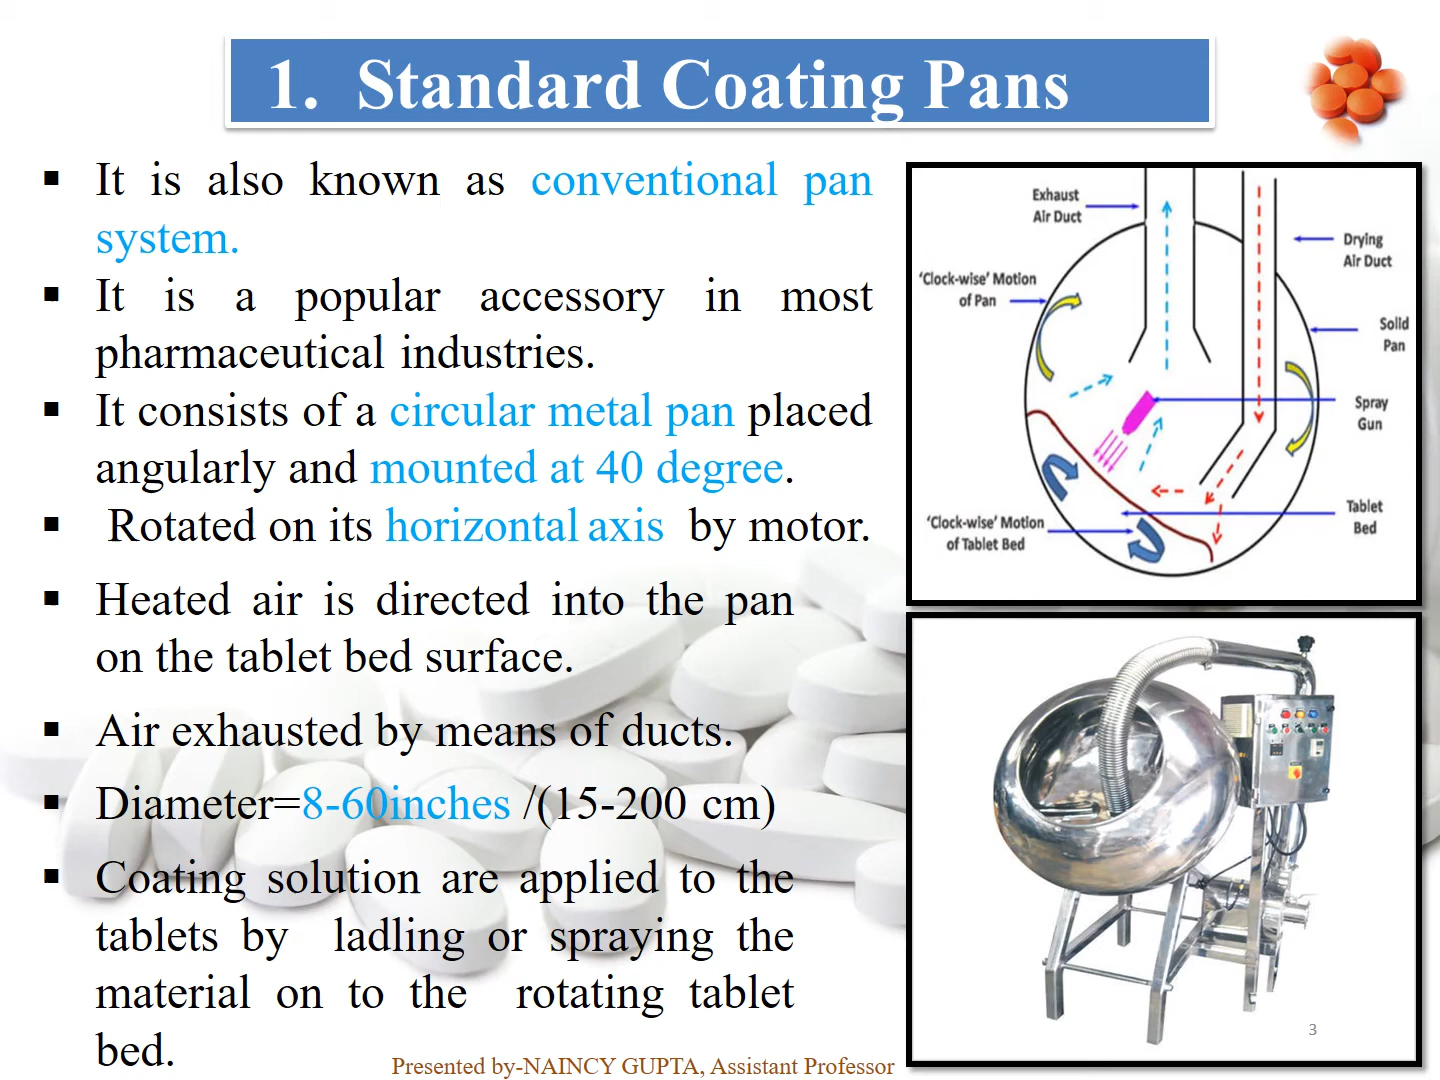 1. Standard Coating Pans
▪ It is also known as conventional pan
system.
▪ It is a popular accessory in most
pharmaceutical industries.
▪ It consists of a circular metal pan placed
angularly and mounted at 40 degree.
▪ Rotated on its horizontal axis by motor.
▪ Heated air is directed into the pan
on the tablet bed surface.
▪ Air exhausted by means of ducts.
▪ Diameter=8-60inches /(15-200 cm)
▪ Coating solution are applied to the
tablets by ladling or spraying the
material on to the rotating tablet
bed.
Exhaust
Air Duct
Drying
Air Duct
'Clock-wise' Motion
of Pan
Solid
Pan
Spray
Gun
Tablet
Bed
'Clock-wise' Motion
of Tablet Bed
3
Presented by-NAINCY GUPTA, Assistant Professor